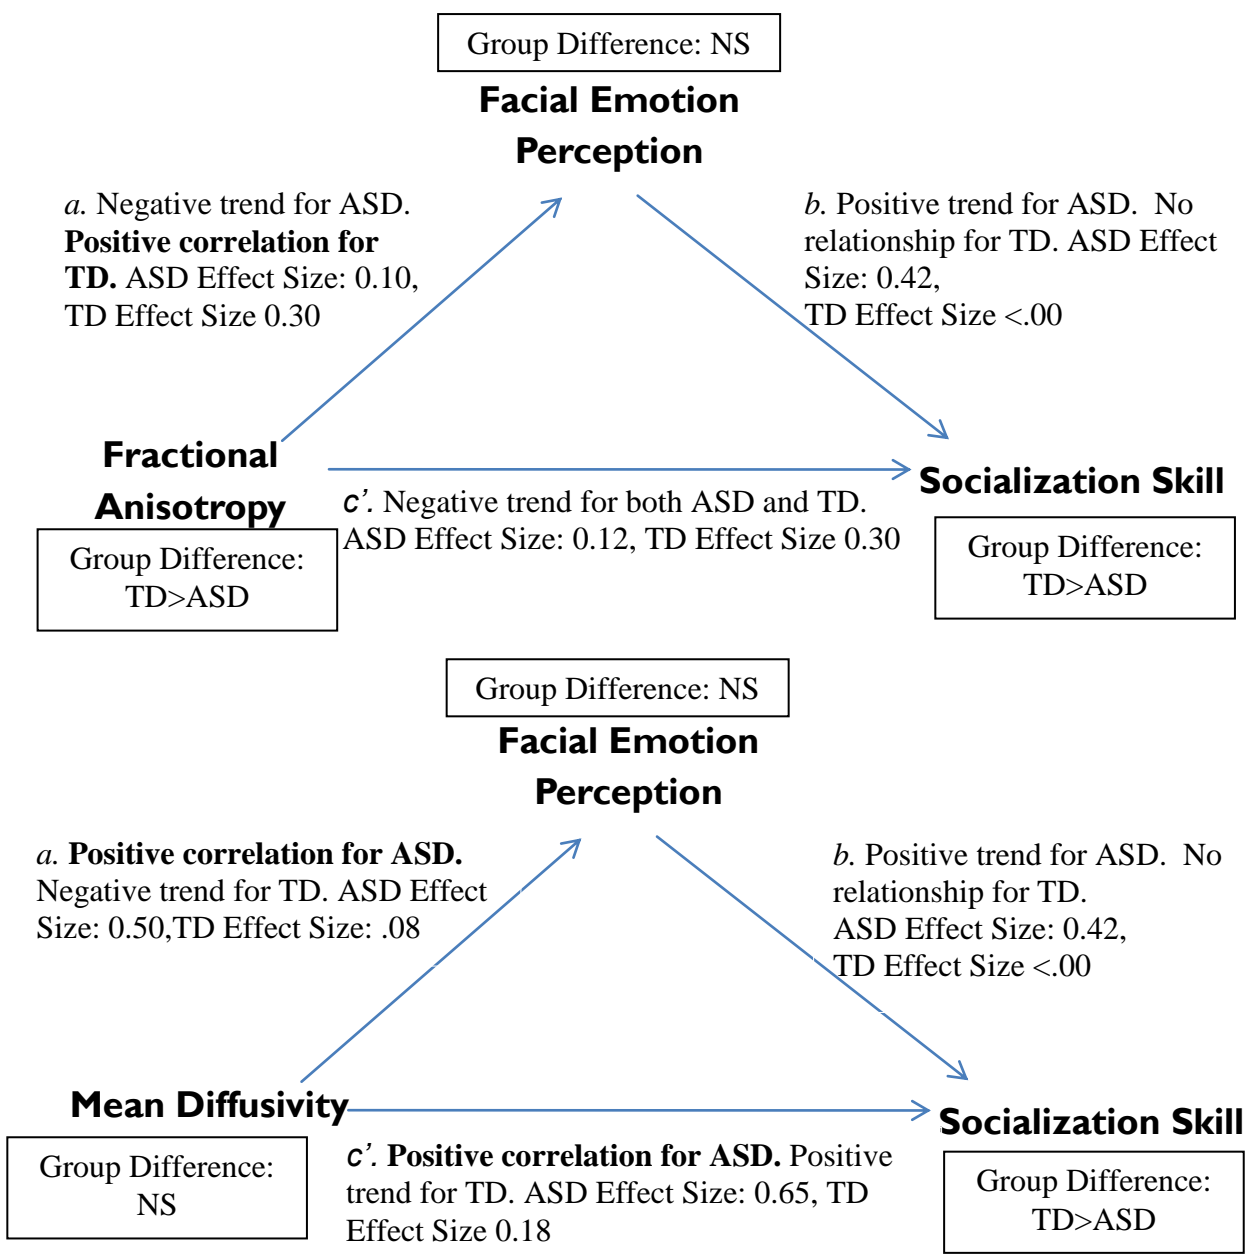 Group Difference: NS
Facial Emotion
Perception
a. Negative trend for ASD.
Positive correlation for
TD. ASD Effect Size: 0.10,
TD Effect Size 0.30
b. Positive trend for ASD.  No
relationship for TD. ASD Effect
Size: 0.42,
TD Effect Size <.00
Fractional
Anisotropy
Group Difference:
TD>ASD
c’. Negative trend for both ASD and TD.
ASD Effect Size: 0.12, TD Effect Size 0.30
Socialization Skill
Group Difference:
TD>ASD
Group Difference: NS
Facial Emotion
Perception
a. Positive correlation for ASD.
Negative trend for TD. ASD Effect
Size: 0.50,TD Effect Size: .08
b. Positive trend for ASD.  No
relationship for TD.
ASD Effect Size: 0.42,
TD Effect Size <.00
Mean Diffusivity
Group Difference:
NS
c’. Positive correlation for ASD. Positive
trend for TD. ASD Effect Size: 0.65, TD
Effect Size 0.18
Socialization Skill
Group Difference:
TD>ASD